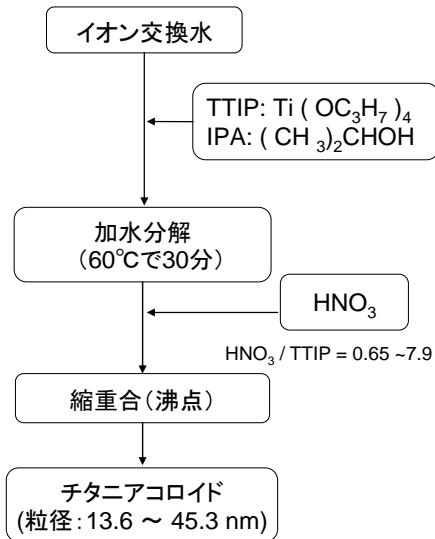 イオン交換水
TTIP: Ti ( OC₃H₇ )₄
IPA: ( CH ₃)₂CHOH
加水分解
(60℃で30分)
HNO₃
HNO₃ / TTIP = 0.65 ~7.9
縮重合(沸点)
チタニアコロイド
(粒径:13.6 ～ 45.3 nm)